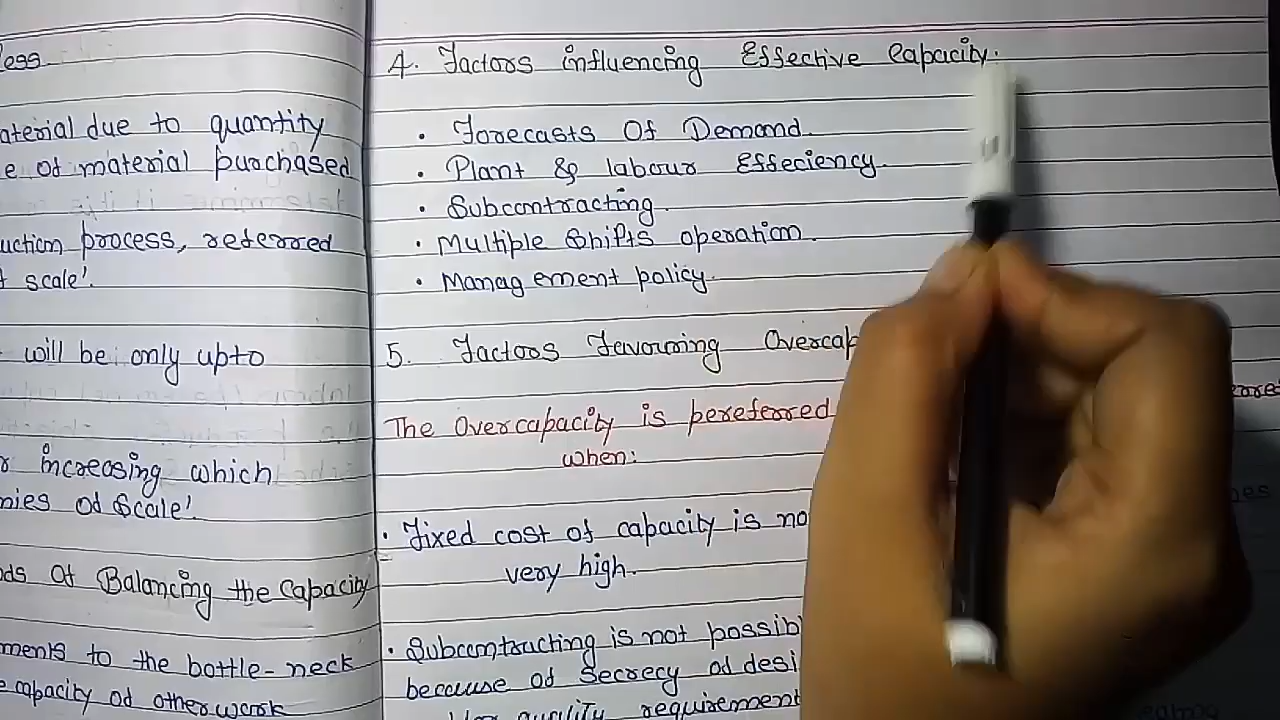 less
aterial due to quantity
e of material purchased
uction process, referred
scale'.
will be only upto
increasing which
mies of Scale'.
ds Of Balancing the Capacity
ments to the bottle-neck
capacity of other work
4. Factors influencing Effective Capacity.
• Forecasts Of Demand.
• Plant & labour Effeciency.
• Subcontracting.
• Multiple Shifts operation.
• Management policy.
5. Factors Favouring Overcap
The Overcapacity is pereferred
when:
• Fixed cost of capacity is no
very high.
• Subcontracting is not possib
because of Secrecy of desi
quality requirement